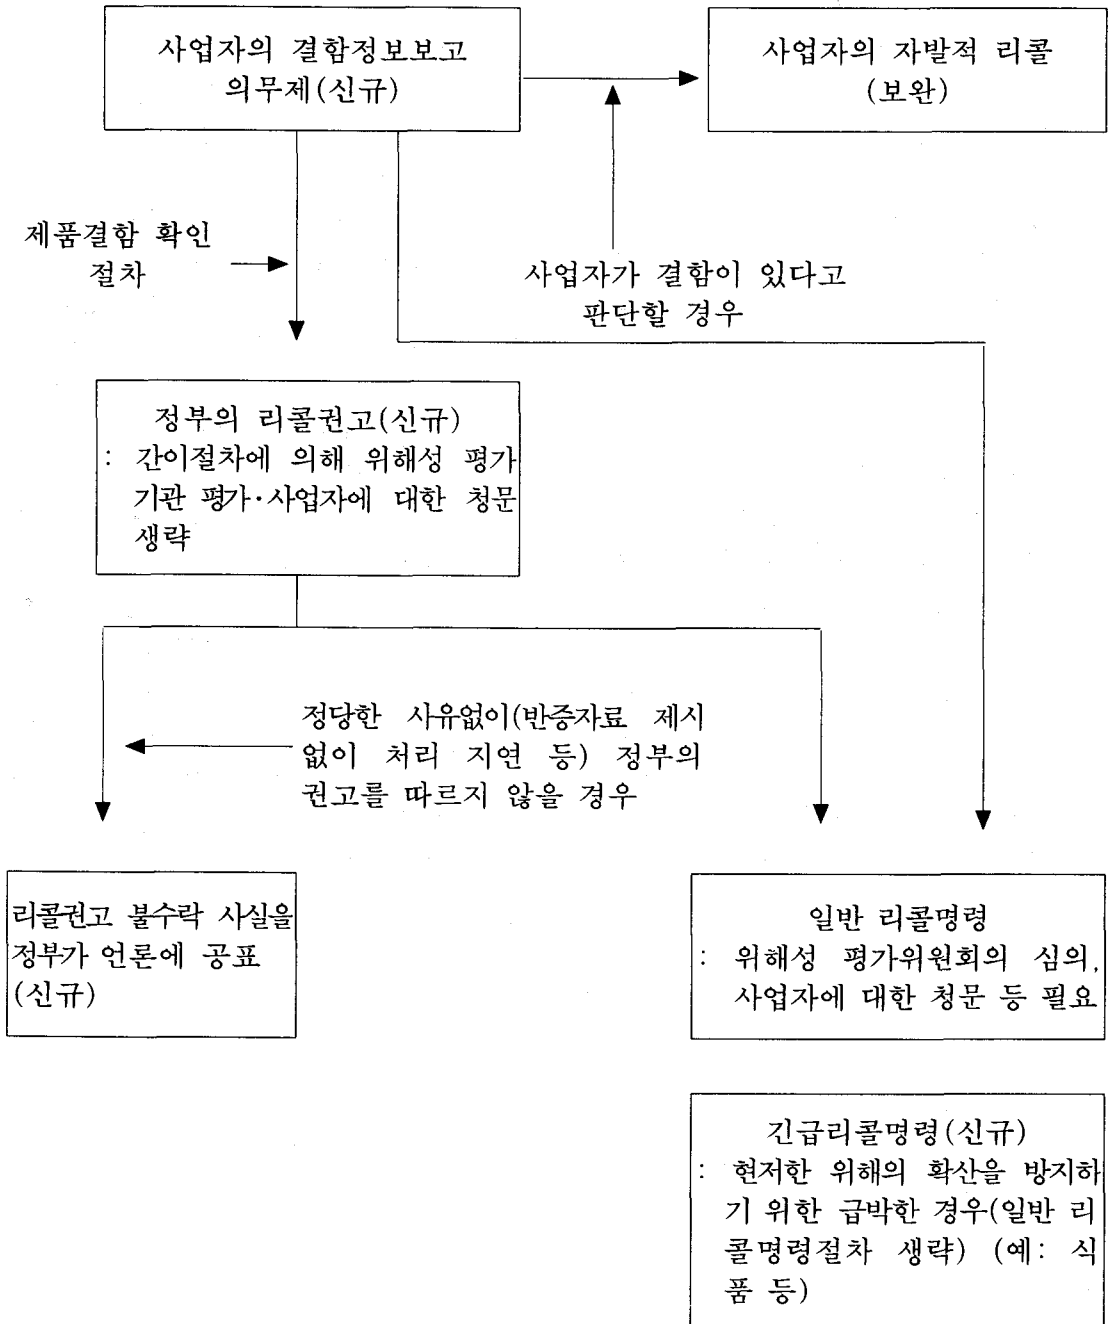 사업자의 결함정보보고
의무제(신규)
사업자의 자발적 리콜
(보완)
제품결함 확인
절차
사업자가 결함이 있다고
판단할 경우
정부의 리콜권고(신규)
: 간이절차에 의해 위해성 평가
기관 평가·사업자에 대한 청문
생략
정당한 사유없이(반증자료 제시
없이 처리 지연 등) 정부의
권고를 따르지 않을 경우
리콜권고 불수락 사실을
정부가 언론에 공표
(신규)
일반 리콜명령
: 위해성 평가위원회의 심의,
사업자에 대한 청문 등 필요
긴급리콜명령(신규)
: 현저한 위해의 확산을 방지하
기 위한 급박한 경우(일반 리
콜명령절차 생략) (예: 식
품 등)